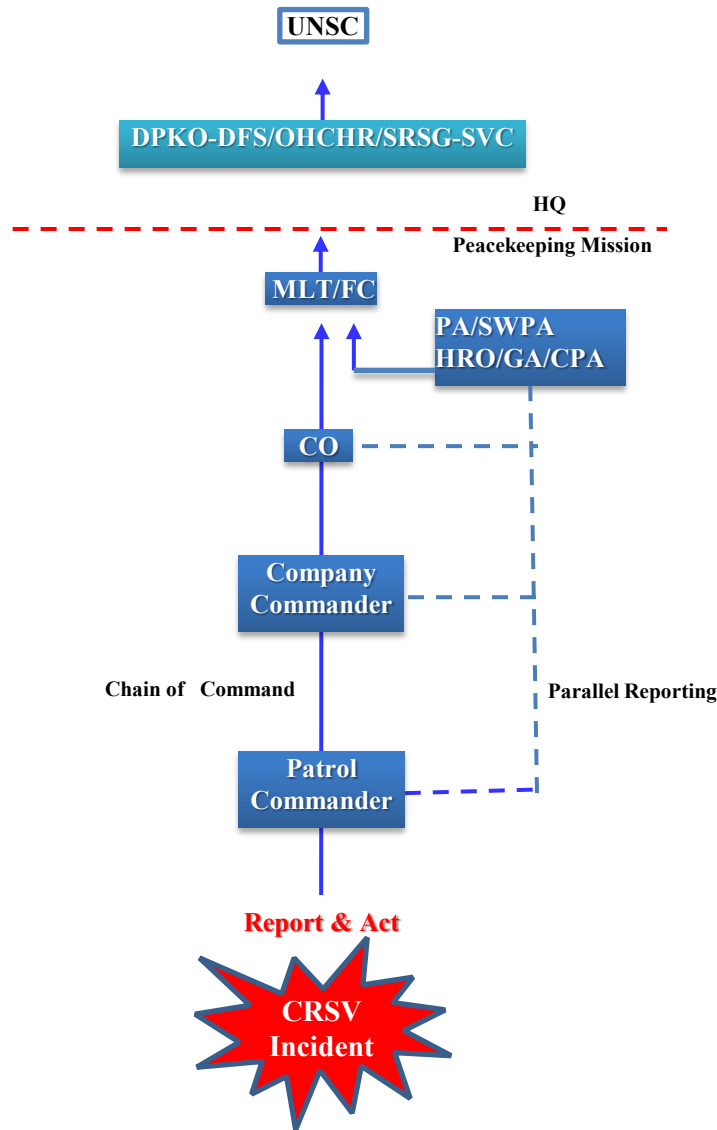 UNSC
DPKO-DFS/OHCHR/SRSG-SVC
HQ
Peacekeeping Mission
MLT/FC
PA/SWPA
HRO/GA/CPA
CO
Company
Commander
Chain of Command
Parallel Reporting
Patrol
Commander
Report & Act
CRSV
Incident